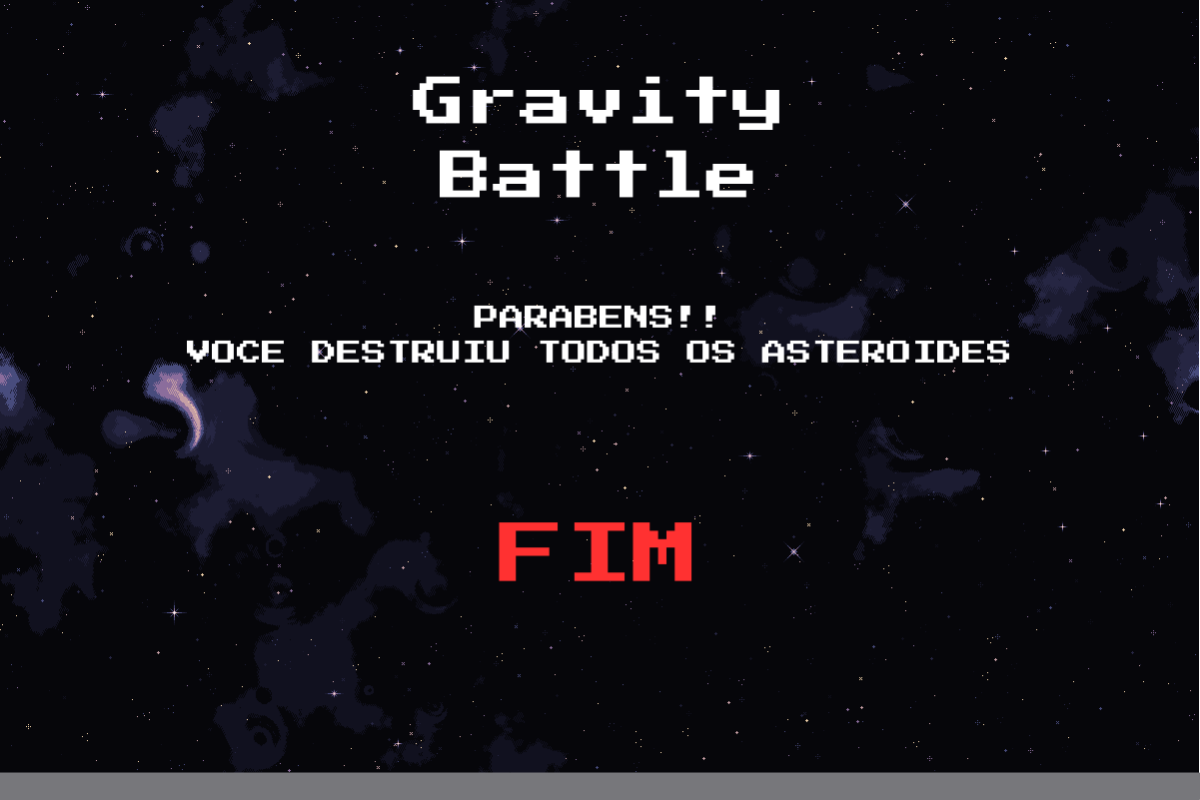 Gravity
Battle
PARABENS!!
VOCE DESTRUIU TODOS OS ASTEROIDES
FIM